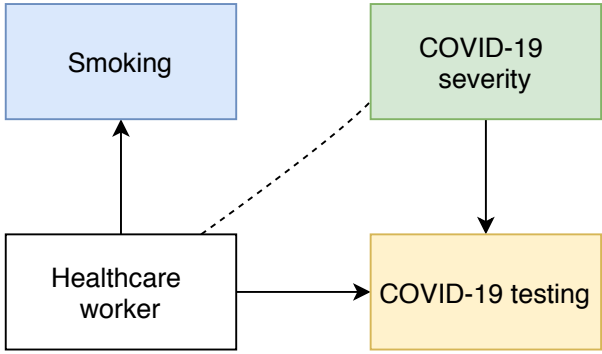 Smoking
COVID-19
severity
Healthcare
worker
COVID-19 testing